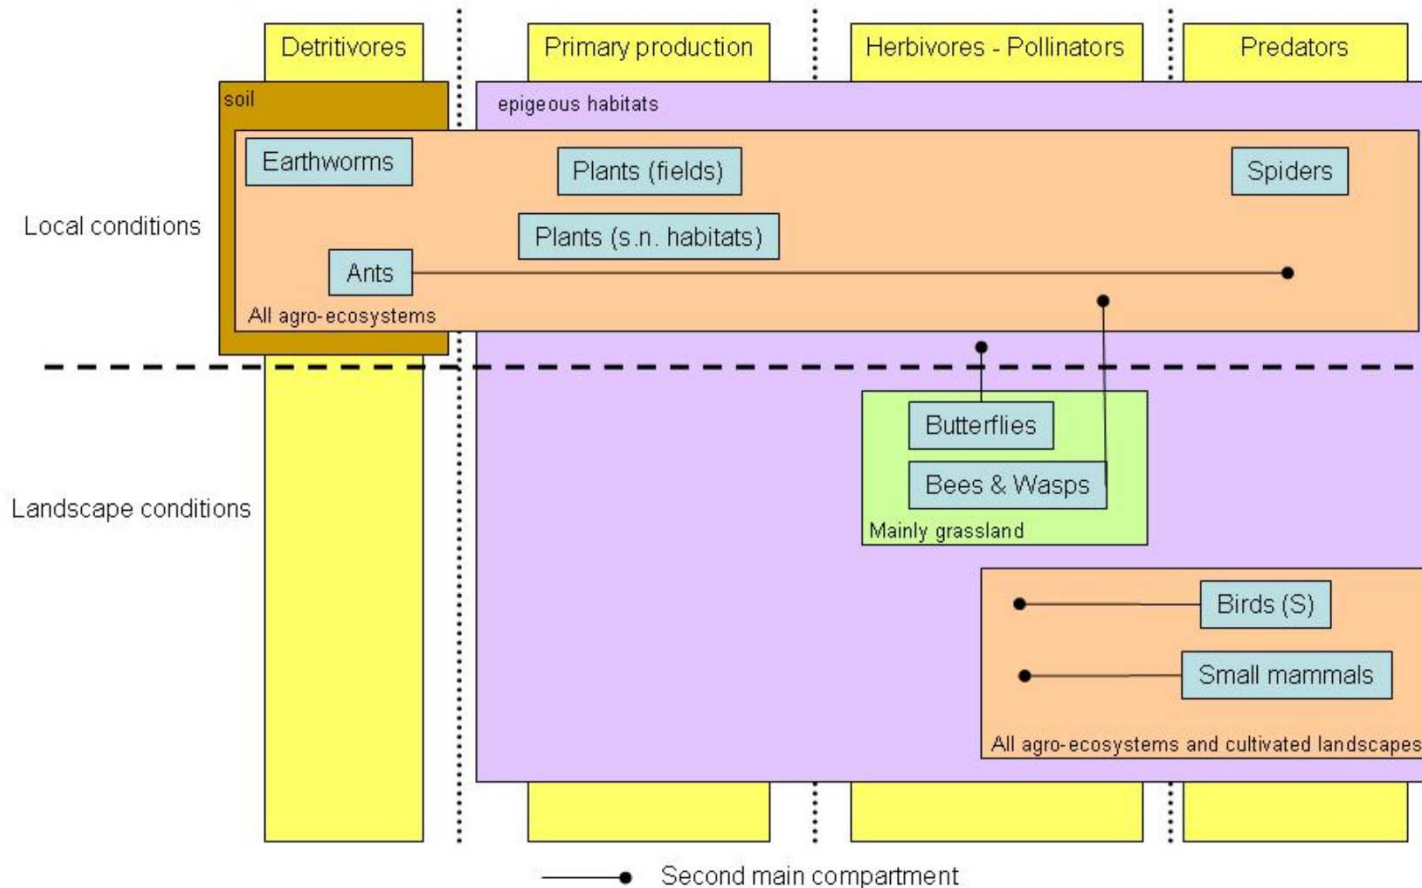 Detritivores
Primary production
Herbivores - Pollinators
Predators
soil
epigeous habitats
Earthworms
Plants (fields)
Spiders
Local conditions
Plants (s.n. habitats)
Ants
All agro-ecosystems
Butterflies
Bees & Wasps
Landscape conditions
Mainly grassland
Birds (S)
Small mammals
All agro-ecosystems and cultivated landscapes
Second main compartment